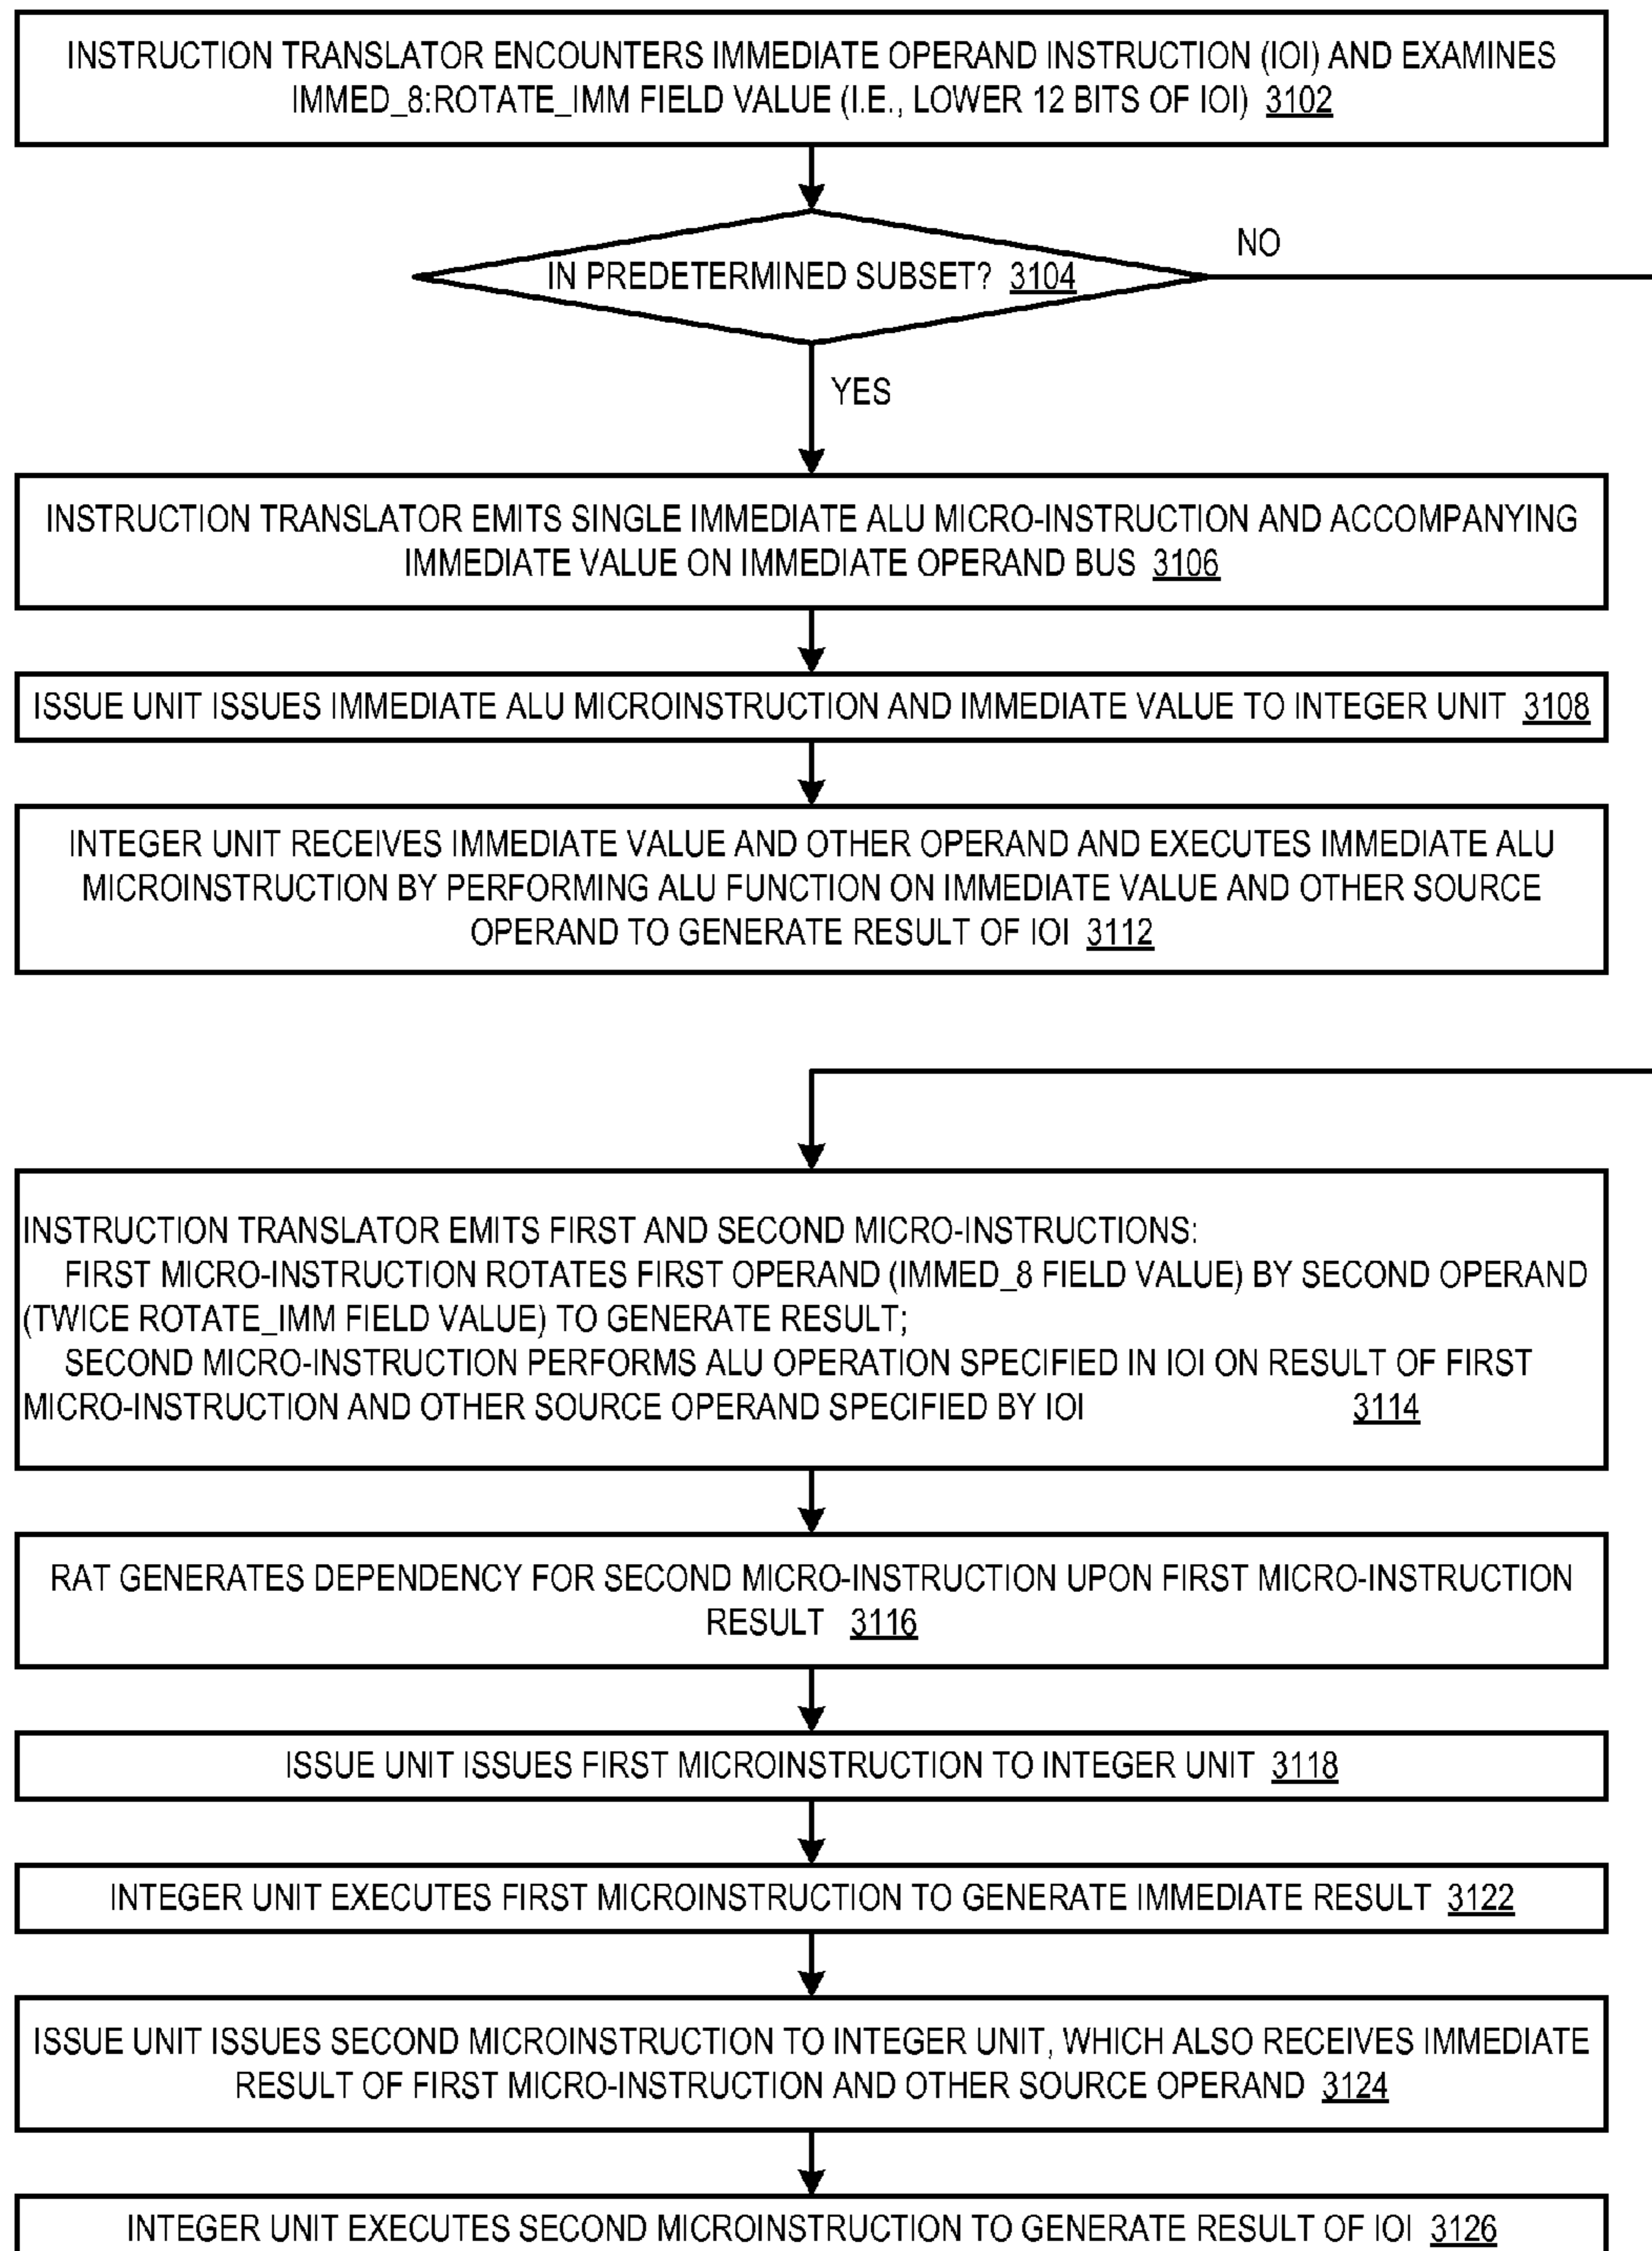 INSTRUCTION TRANSLATOR ENCOUNTERS IMMEDIATE OPERAND INSTRUCTION (IOI) AND EXAMINES
IMMED_8:ROTATE_IMM FIELD VALUE (I.E., LOWER 12 BITS OF IOI) 3102
IN PREDETERMINED SUBSET? 3104
NO
YES
INSTRUCTION TRANSLATOR EMITS SINGLE IMMEDIATE ALU MICRO-INSTRUCTION AND ACCOMPANYING
IMMEDIATE VALUE ON IMMEDIATE OPERAND BUS 3106
ISSUE UNIT ISSUES IMMEDIATE ALU MICROINSTRUCTION AND IMMEDIATE VALUE TO INTEGER UNIT 3108
INTEGER UNIT RECEIVES IMMEDIATE VALUE AND OTHER OPERAND AND EXECUTES IMMEDIATE ALU
MICROINSTRUCTION BY PERFORMING ALU FUNCTION ON IMMEDIATE VALUE AND OTHER SOURCE
OPERAND TO GENERATE RESULT OF IOI 3112
INSTRUCTION TRANSLATOR EMITS FIRST AND SECOND MICRO-INSTRUCTIONS:
FIRST MICRO-INSTRUCTION ROTATES FIRST OPERAND (IMMED_8 FIELD VALUE) BY SECOND OPERAND
(TWICE ROTATE_IMM FIELD VALUE) TO GENERATE RESULT;
SECOND MICRO-INSTRUCTION PERFORMS ALU OPERATION SPECIFIED IN IOI ON RESULT OF FIRST
MICRO-INSTRUCTION AND OTHER SOURCE OPERAND SPECIFIED BY IOI 3114
RAT GENERATES DEPENDENCY FOR SECOND MICRO-INSTRUCTION UPON FIRST MICRO-INSTRUCTION
RESULT 3116
ISSUE UNIT ISSUES FIRST MICROINSTRUCTION TO INTEGER UNIT 3118
INTEGER UNIT EXECUTES FIRST MICROINSTRUCTION TO GENERATE IMMEDIATE RESULT 3122
ISSUE UNIT ISSUES SECOND MICROINSTRUCTION TO INTEGER UNIT, WHICH ALSO RECEIVES IMMEDIATE
RESULT OF FIRST MICRO-INSTRUCTION AND OTHER SOURCE OPERAND 3124
INTEGER UNIT EXECUTES SECOND MICROINSTRUCTION TO GENERATE RESULT OF IOI 3126